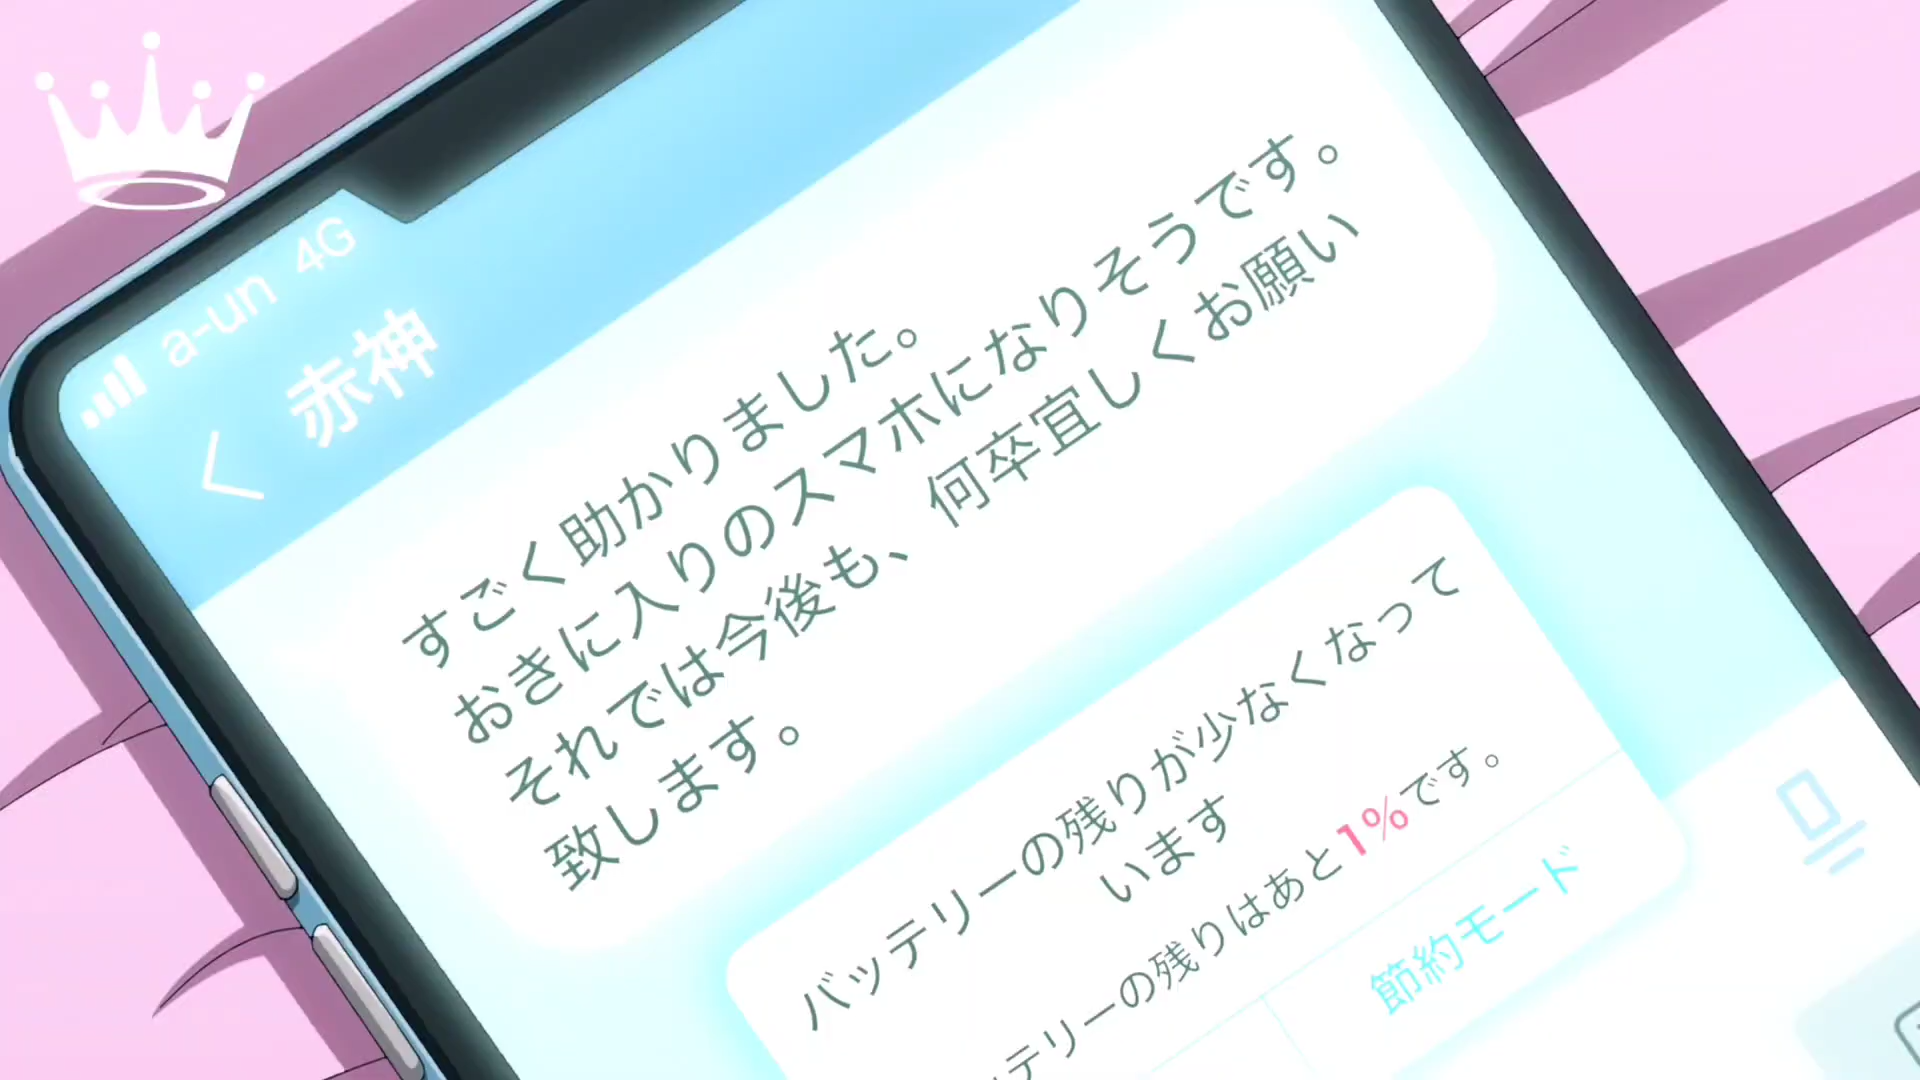 a-un 4G
赤神
すごく助かりました。
おきに入りのスマホになりそうです。
それでは今後も、何卒宜しくお願い
致します。
バッテリーの残りが少なくなって
います
テリーの残りはあと1%です。
節約モード